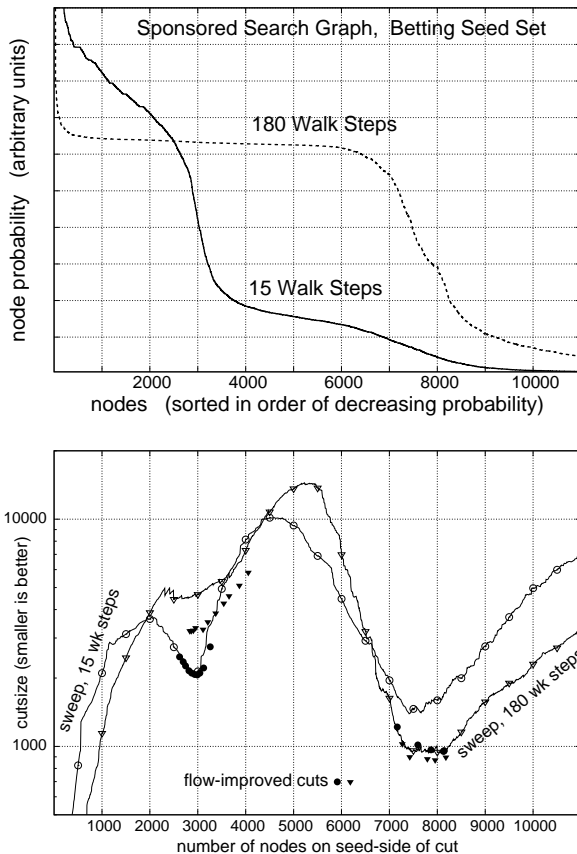 Sponsored Search Graph, Betting Seed Set
180 Walk Steps
15 Walk Steps
node probability (arbitrary units)
2000 4000 6000 8000 10000
nodes (sorted in order of decreasing probability)
10000
1000
cutsize (smaller is better)
sweep, 15 wk steps
sweep, 180 wk steps
flow-improved cuts
1000 2000 3000 4000 5000 6000 7000 8000 9000 10000
number of nodes on seed-side of cut